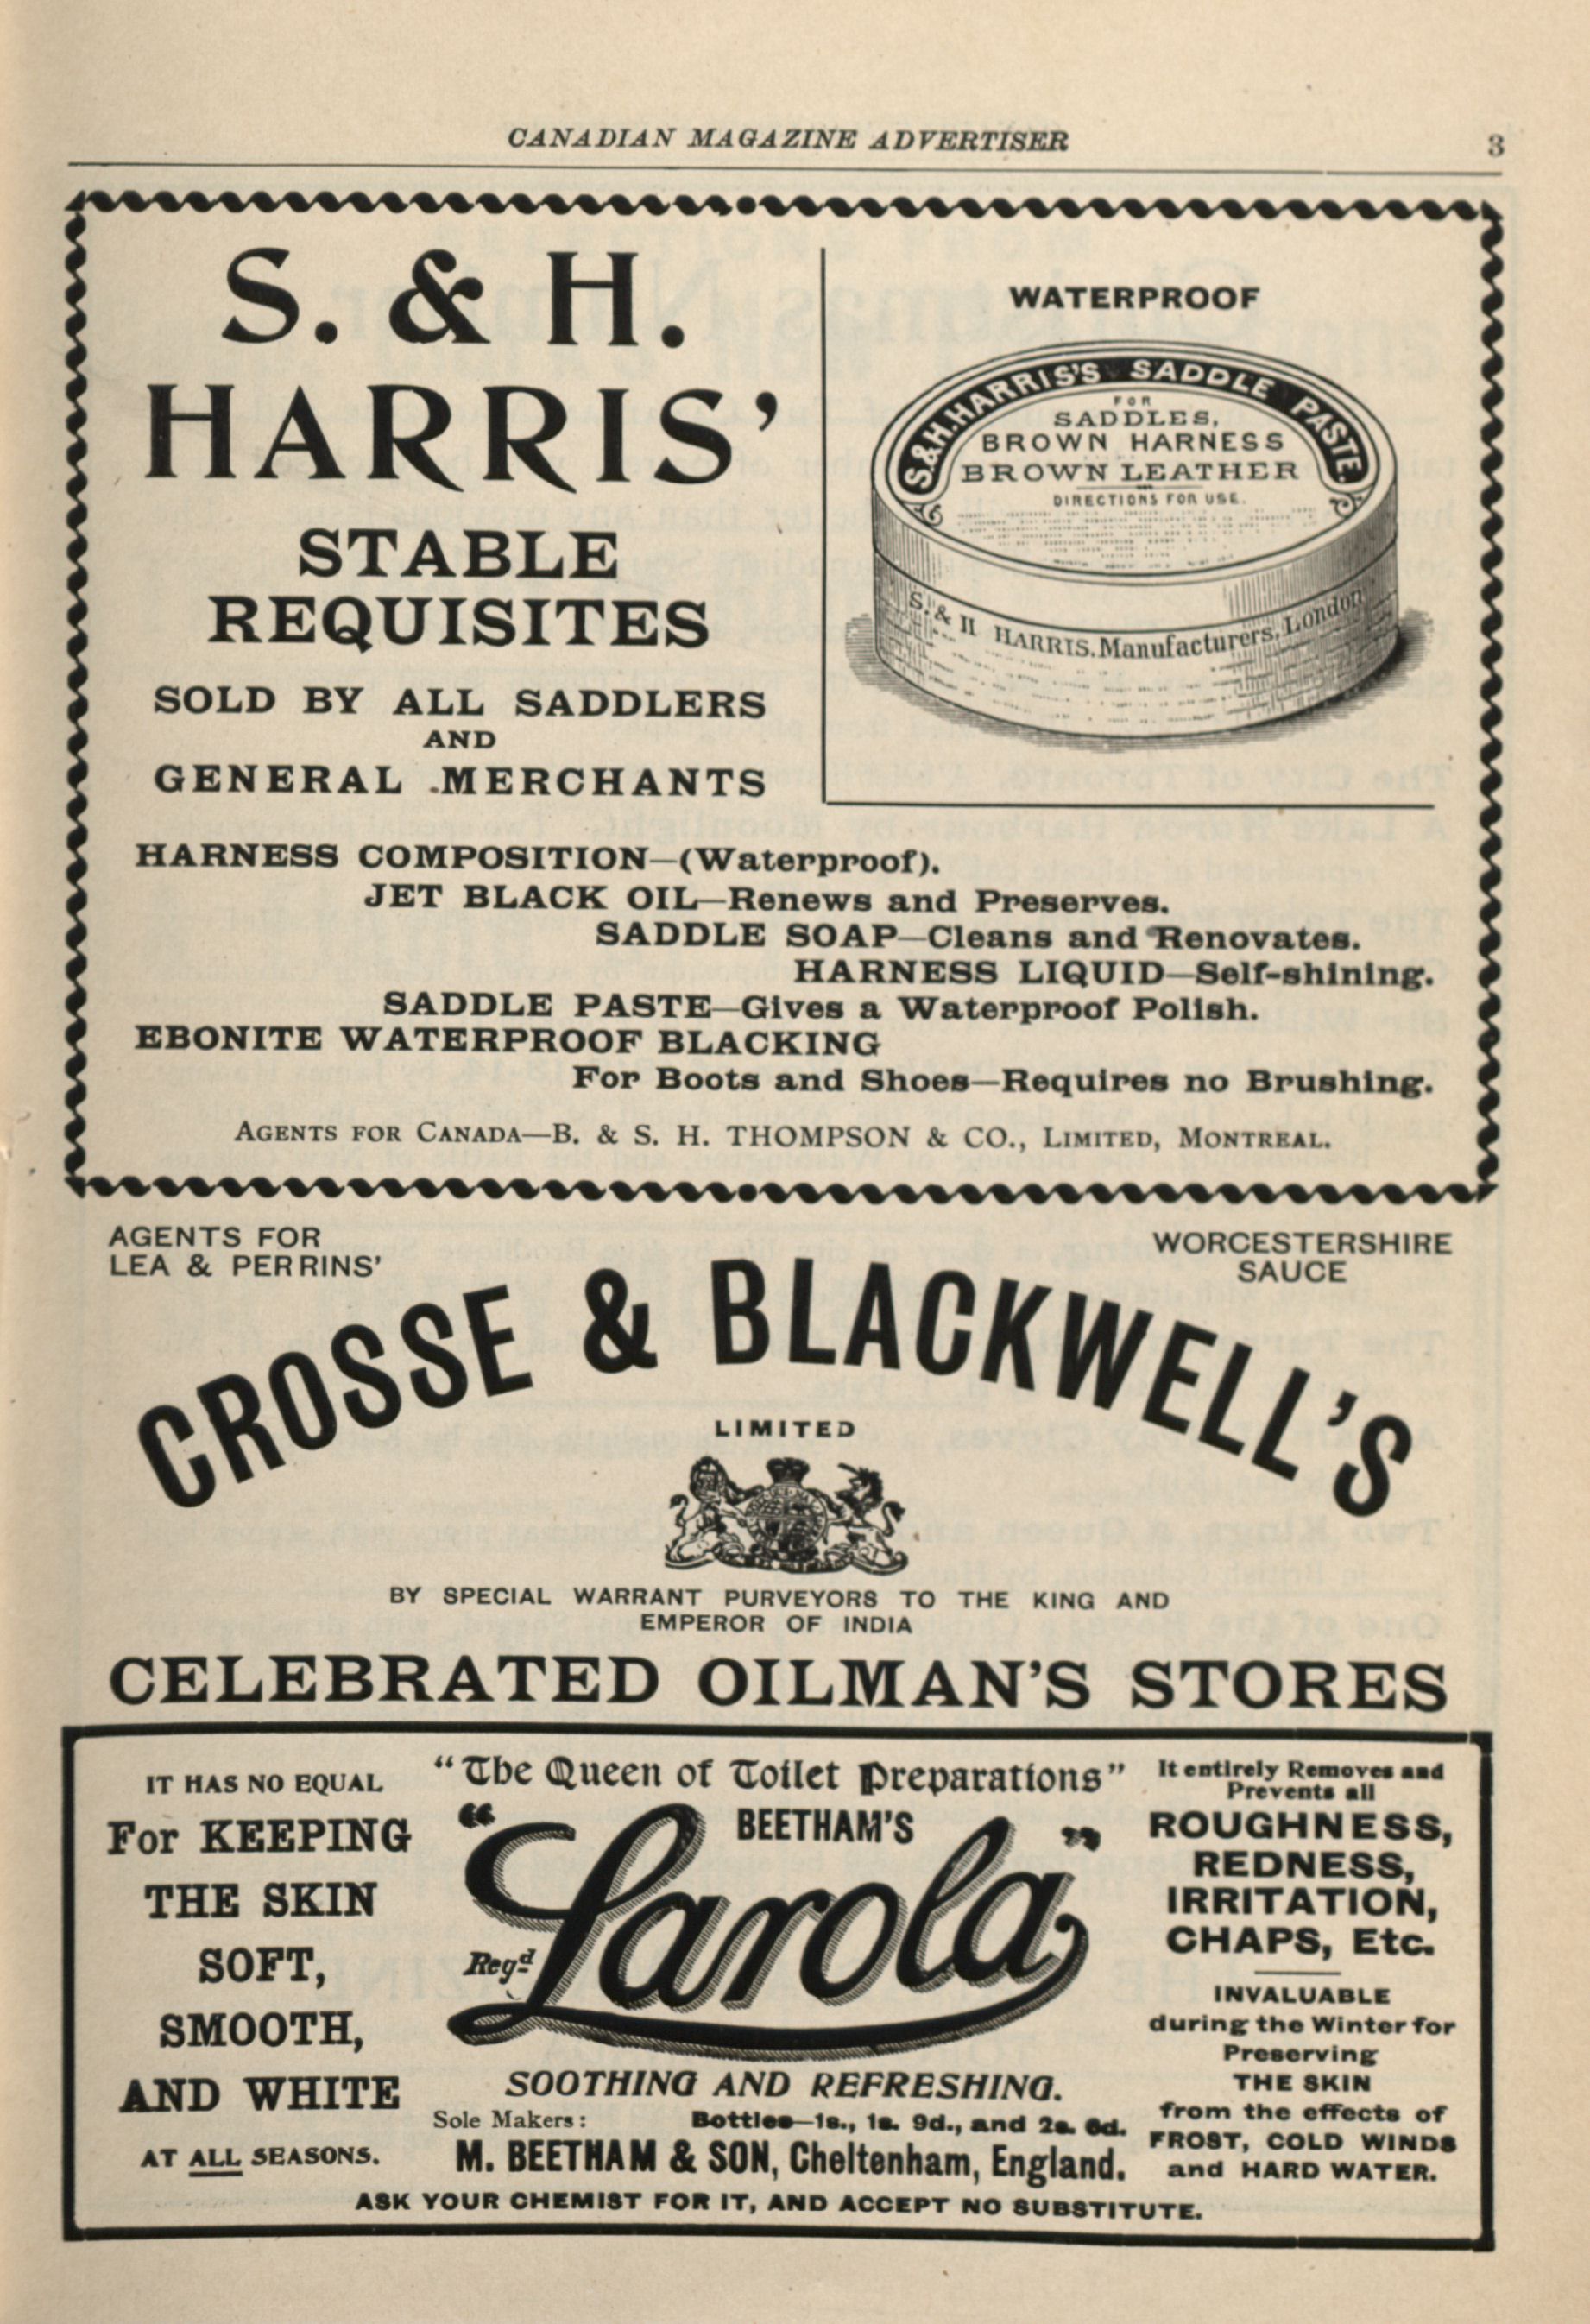 CANADIAN MAGAZINE ADVERTISER 3
S. & H.
HARRIS'
STABLE
REQUISITES
SOLD BY ALL SADDLERS
AND
GENERAL MERCHANTS
WATERPROOF
S.&H.HARRIS'S SADDLE PASTE.
FOR
SADDLES,
BROWN HARNESS
BROWN LEATHER
DIRECTIONS FOR USE.
S. & H HARRIS. Manufacturers. London
HARNESS COMPOSITION—(Waterproof).
JET BLACK OIL—Renews and Preserves.
SADDLE SOAP—Cleans and Renovates.
HARNESS LIQUID—Self-shining.
SADDLE PASTE—Gives a Waterproof Polish.
EBONITE WATERPROOF BLACKING
For Boots and Shoes—Requires no Brushing.
AGENTS FOR CANADA—B. & S. H. THOMPSON & CO., LIMITED, MONTREAL.
AGENTS FOR
LEA & PERRINS'
WORCESTERSHIRE
SAUCE
CROSSE & BLACKWELL'S
LIMITED
BY SPECIAL WARRANT PURVEYORS TO THE KING AND
EMPEROR OF INDIA
CELEBRATED OILMAN'S STORES
IT HAS NO EQUAL
For KEEPING
THE SKIN
SOFT,
SMOOTH,
AND WHITE
AT ALL SEASONS.
"The Queen of Toilet Preparations"
BEETHAM'S
"Larola"
Regd
SOOTHING AND REFRESHING.
Sole Makers: Bottles—1s., 1s. 9d., and 2s. 6d.
M. BEETHAM & SON, Cheltenham, England.
It entirely Removes and
Prevents all
ROUGHNESS,
REDNESS,
IRRITATION,
CHAPS, Etc.
INVALUABLE
during the Winter for
Preserving
THE SKIN
from the effects of
FROST, COLD WINDS
and HARD WATER.
ASK YOUR CHEMIST FOR IT, AND ACCEPT NO SUBSTITUTE.